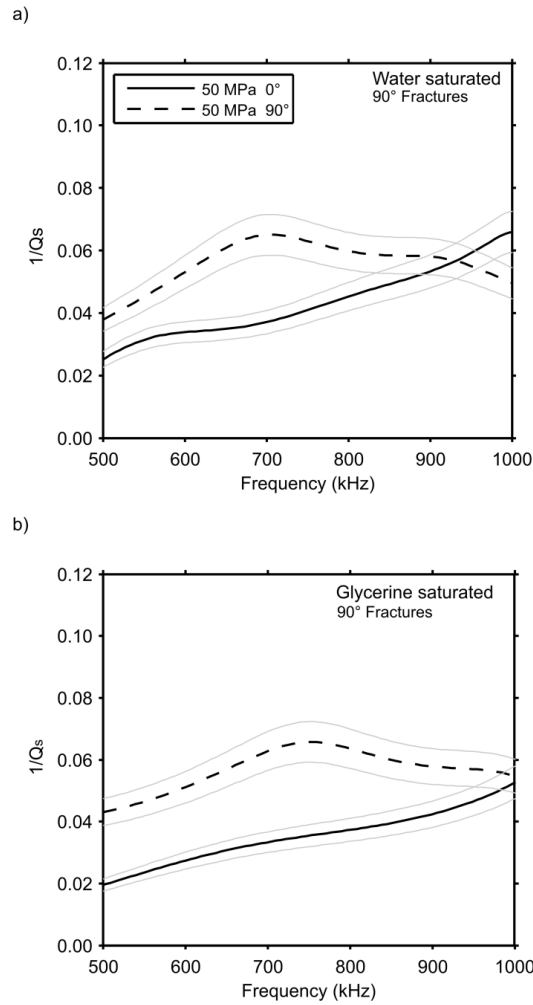 a)
0.12
0.10
0.08
0.06
0.04
0.02
0.00
1/Qs
50 MPa 0°
50 MPa 90°
Water saturated
90° Fractures
500 600 700 800 900 1000
Frequency (kHz)
b)
0.12
0.10
0.08
0.06
0.04
0.02
0.00
1/Qs
Glycerine saturated
90° Fractures
500 600 700 800 900 1000
Frequency (kHz)